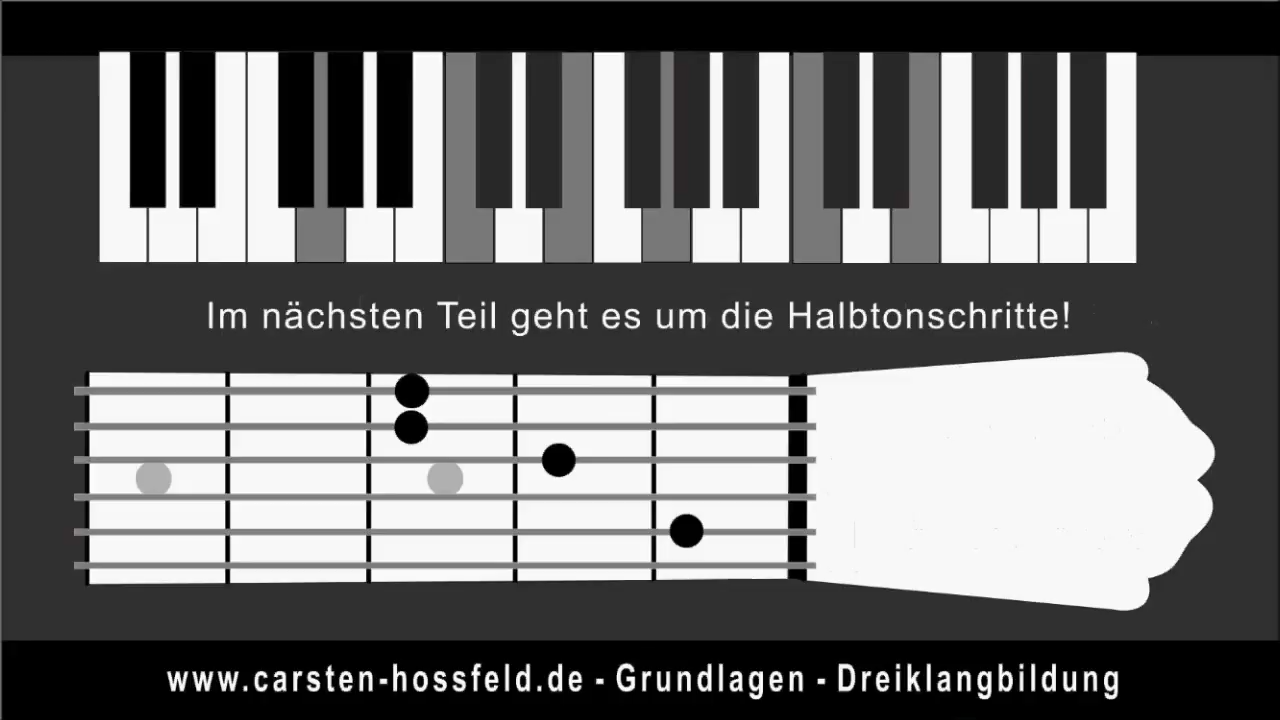 Im nächsten Teil geht es um die Halbtonschritte!
www.carsten-hossfeld.de - Grundlagen - Dreiklangbildung